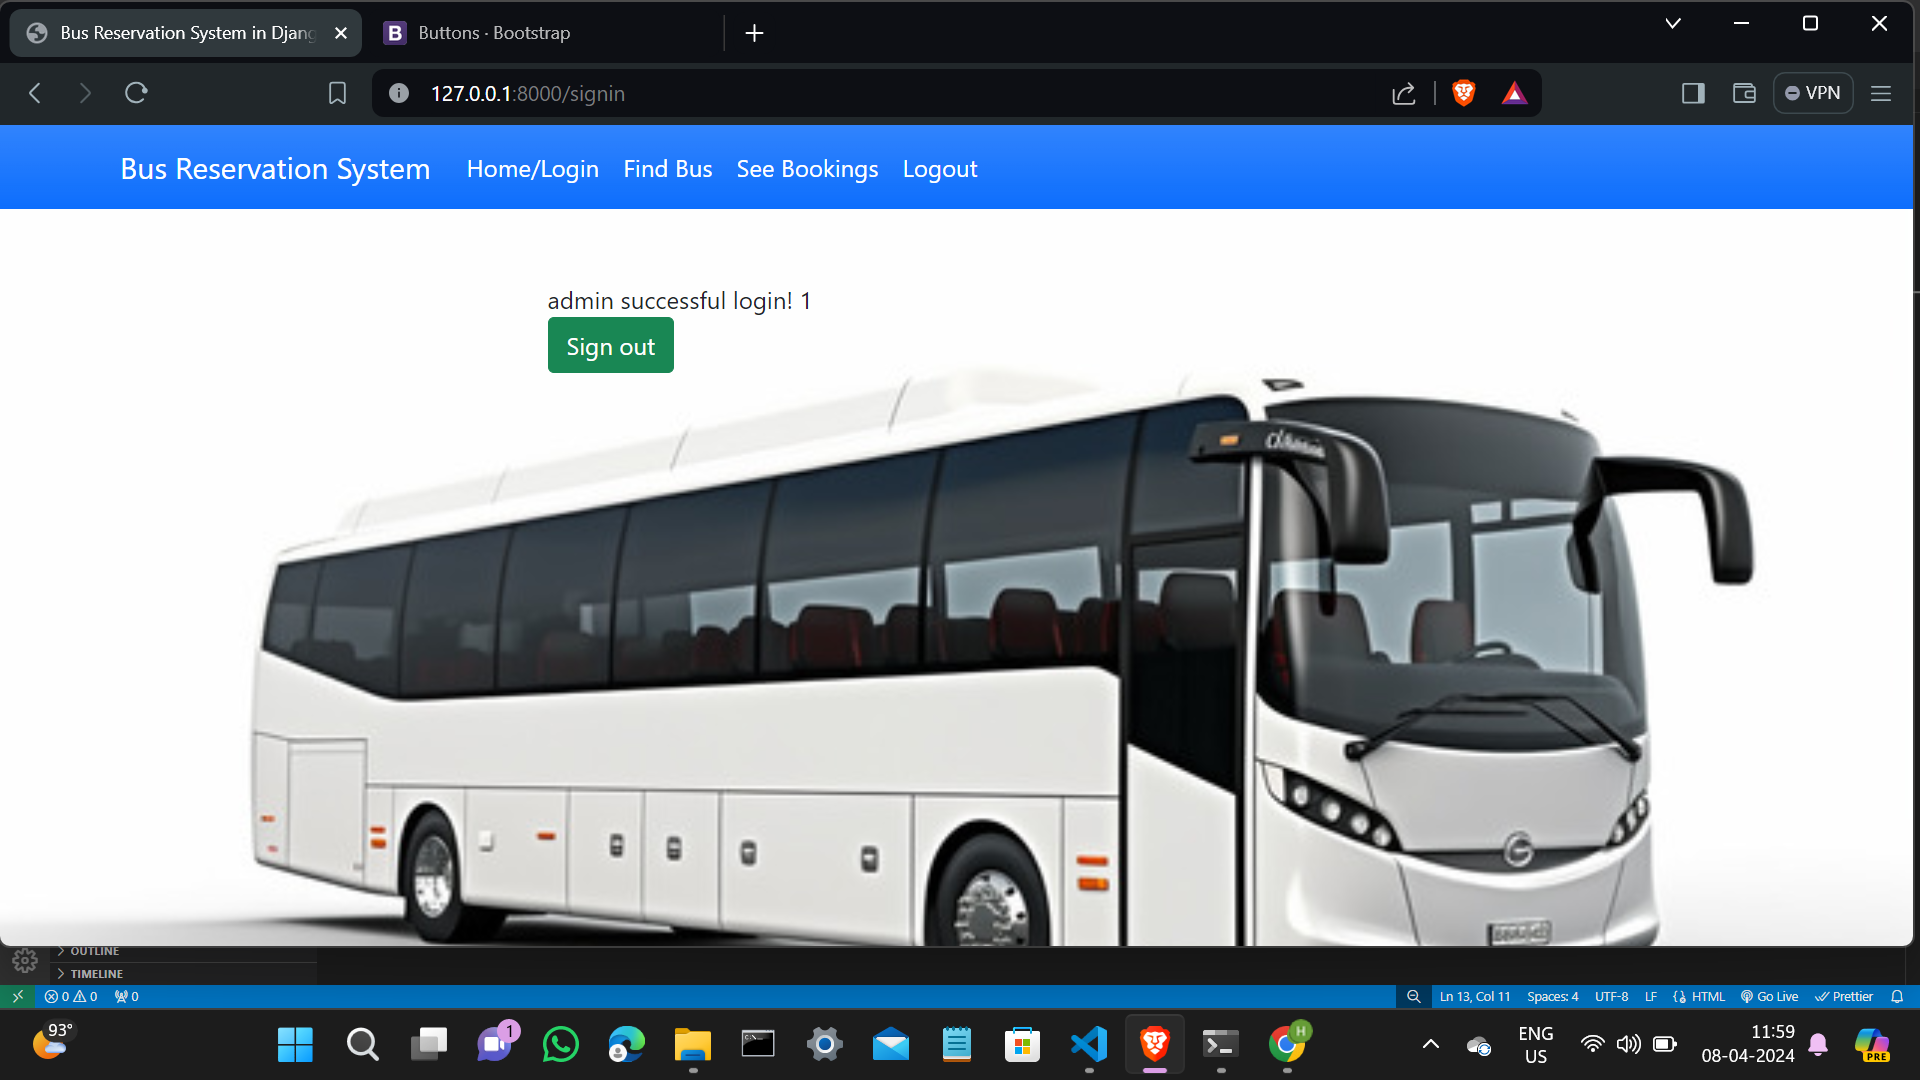 Bus Reservation System in Djang
B Buttons · Bootstrap
127.0.0.1:8000/signin
VPN
Bus Reservation System Home/Login Find Bus See Bookings Logout
admin successful login! 1
Sign out
OUTLINE
TIMELINE
0 0 0
Ln 13, Col 11 Spaces: 4 UTF-8 LF HTML Go Live Prettier
93°
1
H
ENG
US
11:59
08-04-2024
PRE